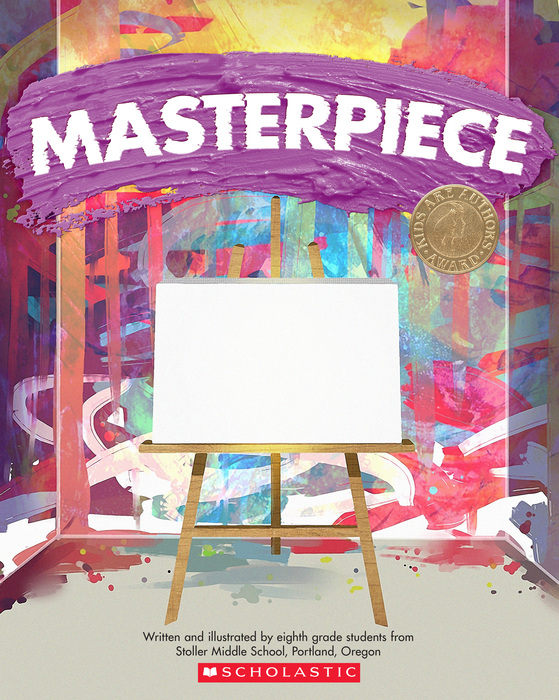 MASTERPIECE
KIDS ARE AUTHORS
AWARD
Written and illustrated by eighth grade students from
Stoller Middle School, Portland, Oregon
SCHOLASTIC